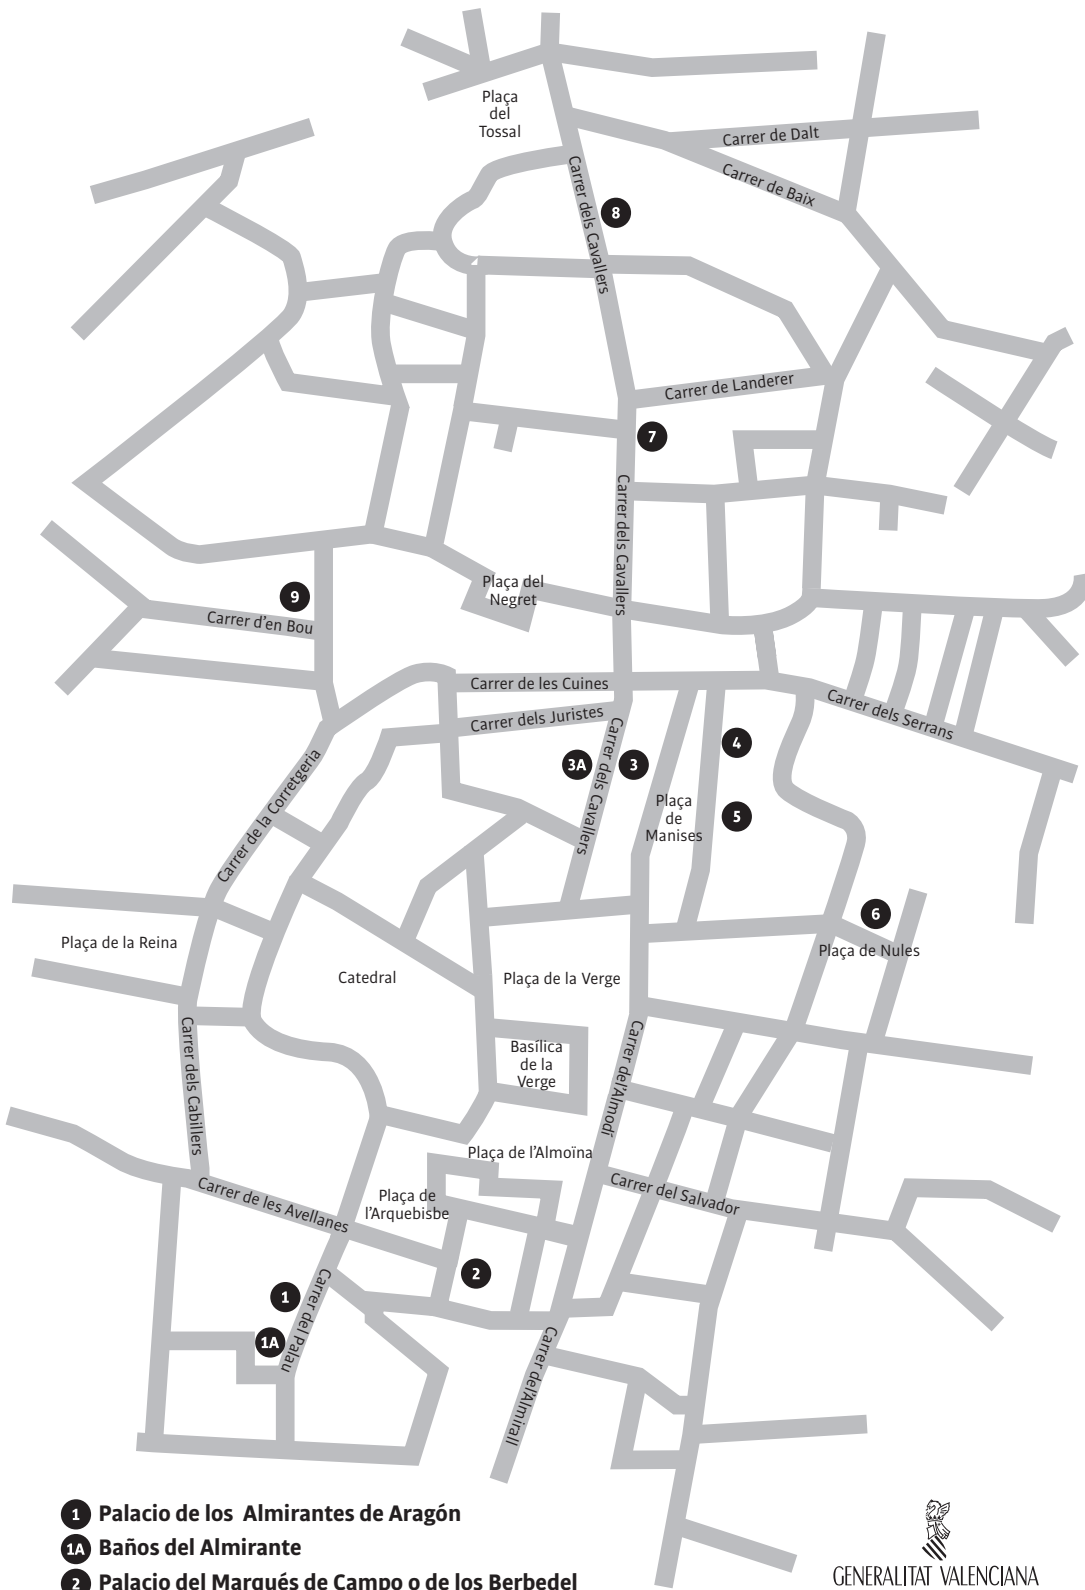 Plaça
del
Tossal
Carrer de Dalt
Carrer de Baix
Carrer dels Cavallers
8
Carrer de Landerer
7
Carrer dels Cavallers
Plaça del
Negret
9
Carrer d'en Bou
Carrer de les Cuines
Carrer dels Juristes
Carrer dels Serrans
Carrer dels Cavallers
3A
3
4
Plaça
de
Manises
5
Carrer de la Corretgeria
6
Plaça de Nules
Plaça de la Reina
Catedral
Plaça de la Verge
Basílica
de la
Verge
Carrer del'Almodí
Carrer dels Cabillers
Plaça de l'Almoïna
Carrer del Salvador
Plaça de
l'Arquebisbe
Carrer de les Avellanes
2
1
Carrer del Palau
1A
Carrer del'Almirall
1 Palacio de los Almirantes de Aragón
1A Baños del Almirante
2 Palacio del Marqués de Campo o de los Berbedel
GENERALITAT VALENCIANA